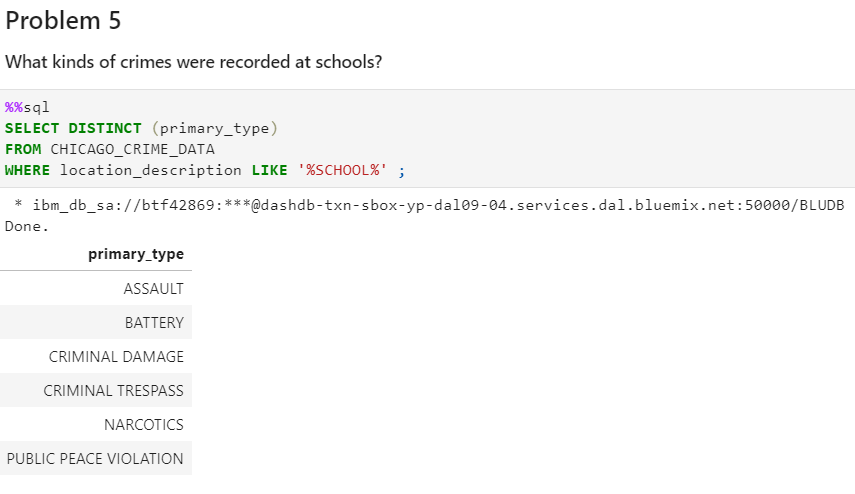 Problem 5
What kinds of crimes were recorded at schools?
%%sql
SELECT DISTINCT (primary_type)
FROM CHICAGO_CRIME_DATA
WHERE location_description LIKE '%SCHOOL%' ;
* ibm_db_sa://btf42869:***@dashdb-txn-sbox-yp-dal09-04.services.dal.bluemix.net:50000/BLUDB
Done.
primary_type
ASSAULT
BATTERY
CRIMINAL DAMAGE
CRIMINAL TRESPASS
NARCOTICS
PUBLIC PEACE VIOLATION